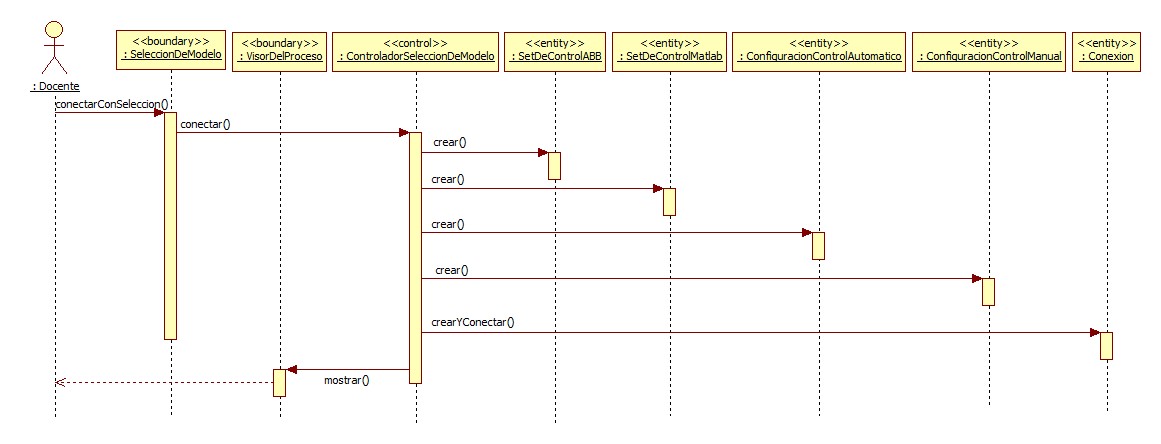 <<boundary>>
: SeleccionDeModelo
<<boundary>>
: VisorDelProceso
<<control>>
: ControladorSeleccionDeModelo
<<entity>>
: SetDeControlABB
<<entity>>
: SetDeControlMatlab
<<entity>>
: ConfiguracionControlAutomatico
<<entity>>
: ConfiguracionControlManual
<<entity>>
: Conexion
: Docente
conectarConSeleccion()
conectar()
crear()
crear()
crear()
crear()
crearYConectar()
mostrar()